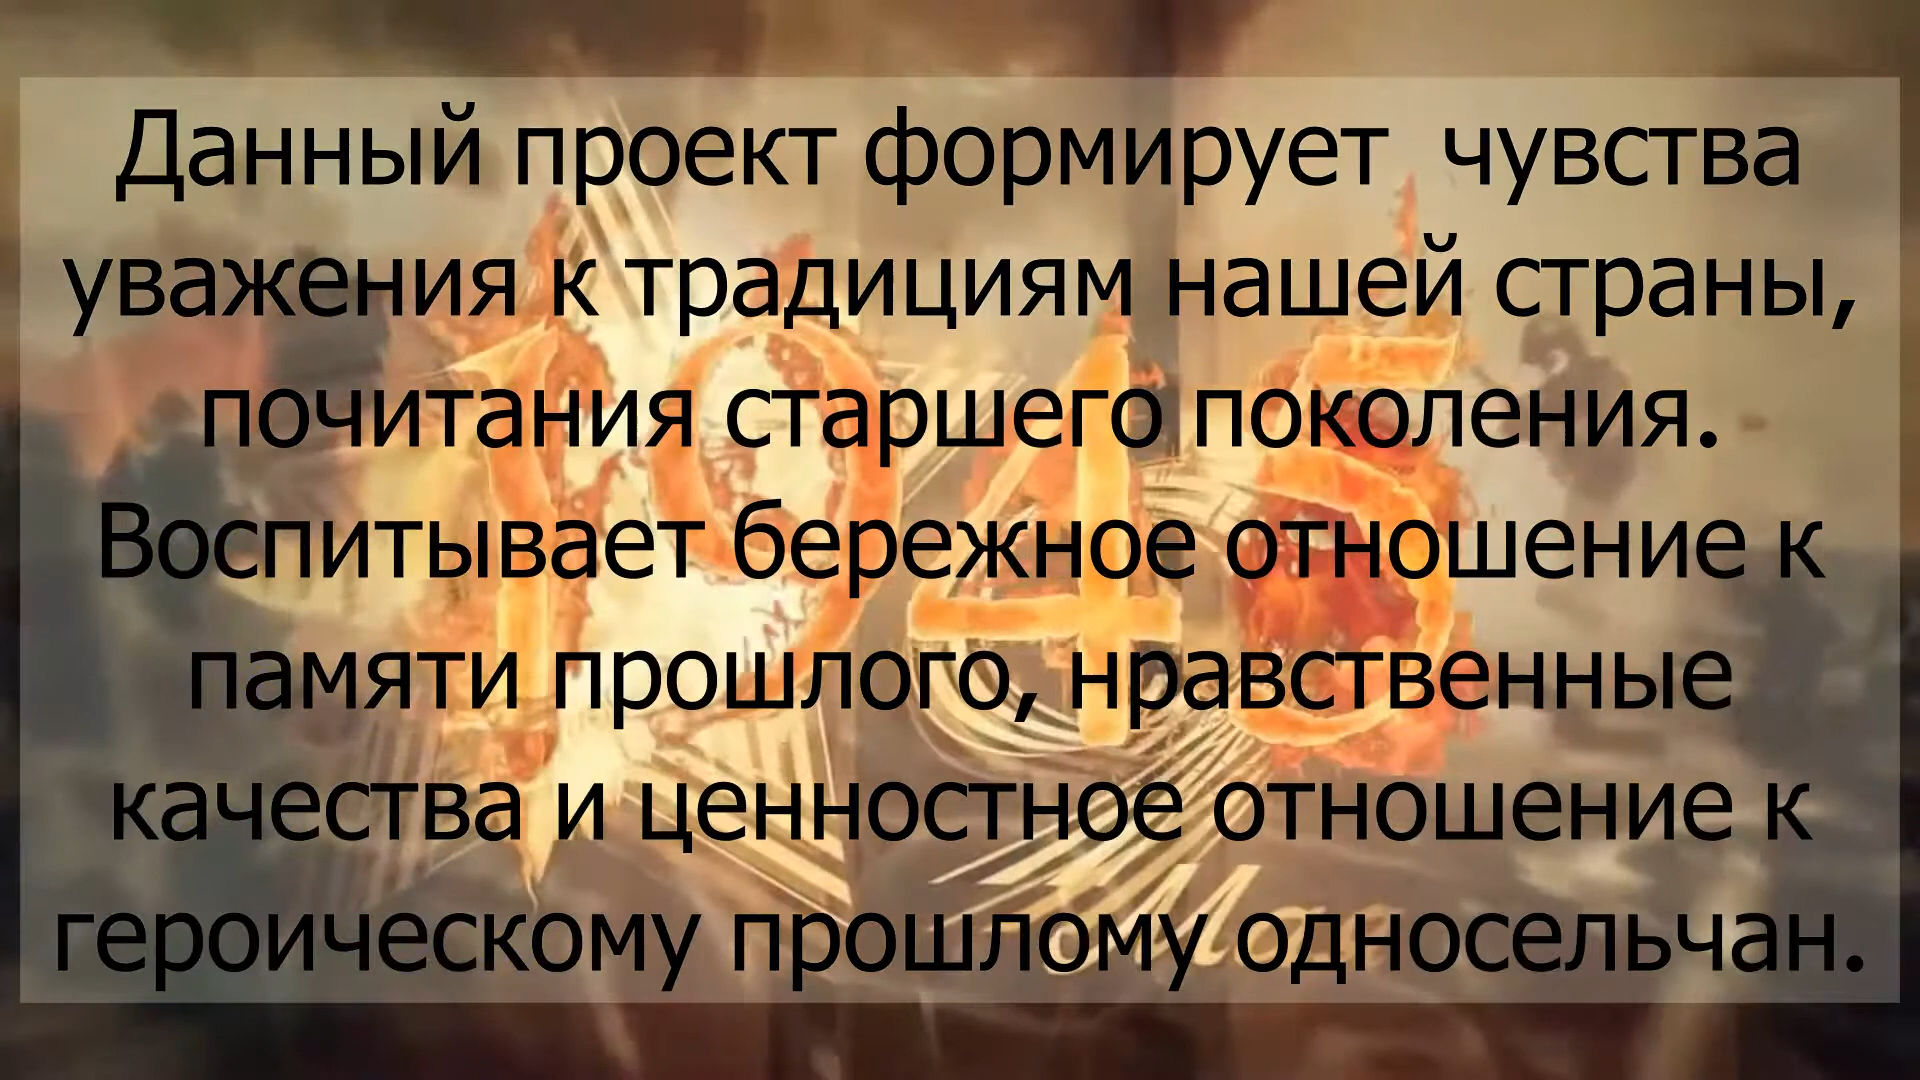 Данный проект формирует  чувства
уважения к традициям нашей страны,
почитания старшего поколения.
Воспитывает бережное отношение к
памяти прошлого, нравственные
качества и ценностное отношение к
героическому прошлому односельчан.
1945